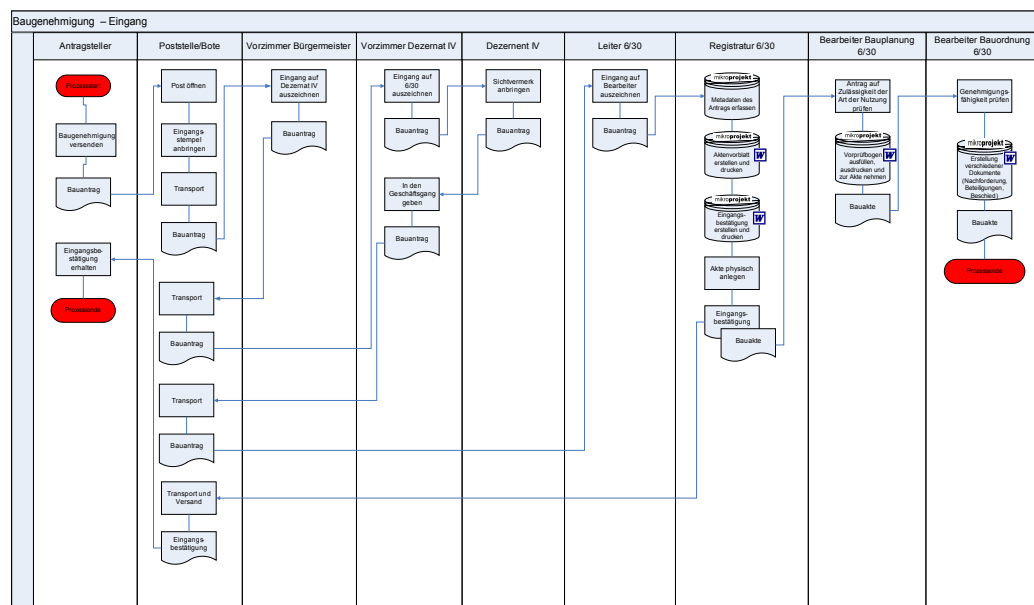 Baugenehmigung – Eingang
Antragsteller
Prozessstart
Baugenehmigung
versenden
Bauantrag
Eingangsbe-
stätigung
erhalten
Prozessende
Poststelle/Bote
Post öffnen
Eingangs-
stempel
anbringen
Transport
Bauantrag
Transport
Bauantrag
Transport
Bauantrag
Transport und
Versand
Eingangs-
bestätigung
Vorzimmer Bürgermeister
Eingang auf
Dezernat IV
auszeichnen
Bauantrag
Vorzimmer Dezernat IV
Eingang auf
6/30
auszeichnen
Bauantrag
In den
Geschäftsgang
geben
Bauantrag
Dezernent IV
Sichtvermerk
anbringen
Bauantrag
Leiter 6/30
Eingang auf
Bearbeiter
auszeichnen
Bauantrag
Registratur 6/30
mikroprojekt
Metadaten des
Antrags erfassen
mikroprojekt
W
Aktenvorblatt
erstellen und
drucken
mikroprojekt
W
Eingangs-
bestätigung
erstellen und
drucken
Akte physisch
anlegen
Eingangs-
bestätigung
Bauakte
Bearbeiter Bauplanung
6/30
Antrag auf
Zulässigkeit der
Art der Nutzung
prüfen
mikroprojekt
W
Vorprüfbogen
ausfüllen,
ausdrucken und
zur Akte nehmen
Bauakte
Bearbeiter Bauordnung
6/30
Genehmigungs-
fähigkeit prüfen
mikroprojekt
W
Erstellung
verschiedener
Dokumente
(Nachforderung,
Beteiligungen,
Bescheid)
Bauakte
Prozessende